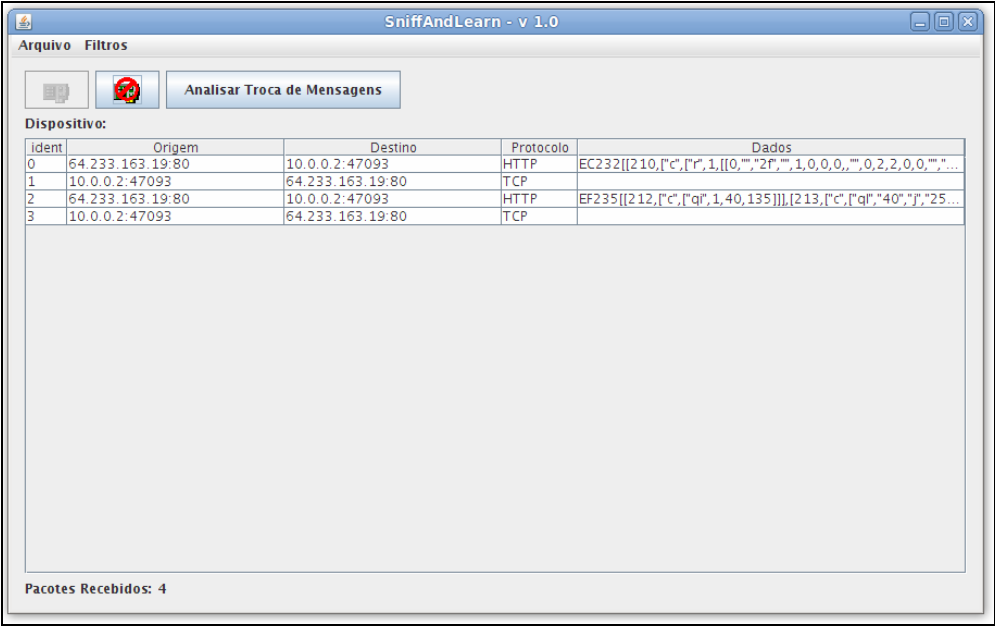 SniffAndLearn - v 1.0
Arquivo Filtros
Analisar Troca de Mensagens
Dispositivo:
ident Origem Destino Protocolo Dados
0 64.233.163.19:80 10.0.0.2:47093 HTTP EC232[[210,["c",["r",1,[[0,"","2f","",1,0,0,0,,"",0,2,2,0,0,"","...
1 10.0.0.2:47093 64.233.163.19:80 TCP
2 64.233.163.19:80 10.0.0.2:47093 HTTP EF235[[212,["c",["qi",1,40,135]]],[213,["c",["ql","40","j","25...
3 10.0.0.2:47093 64.233.163.19:80 TCP
Pacotes Recebidos: 4